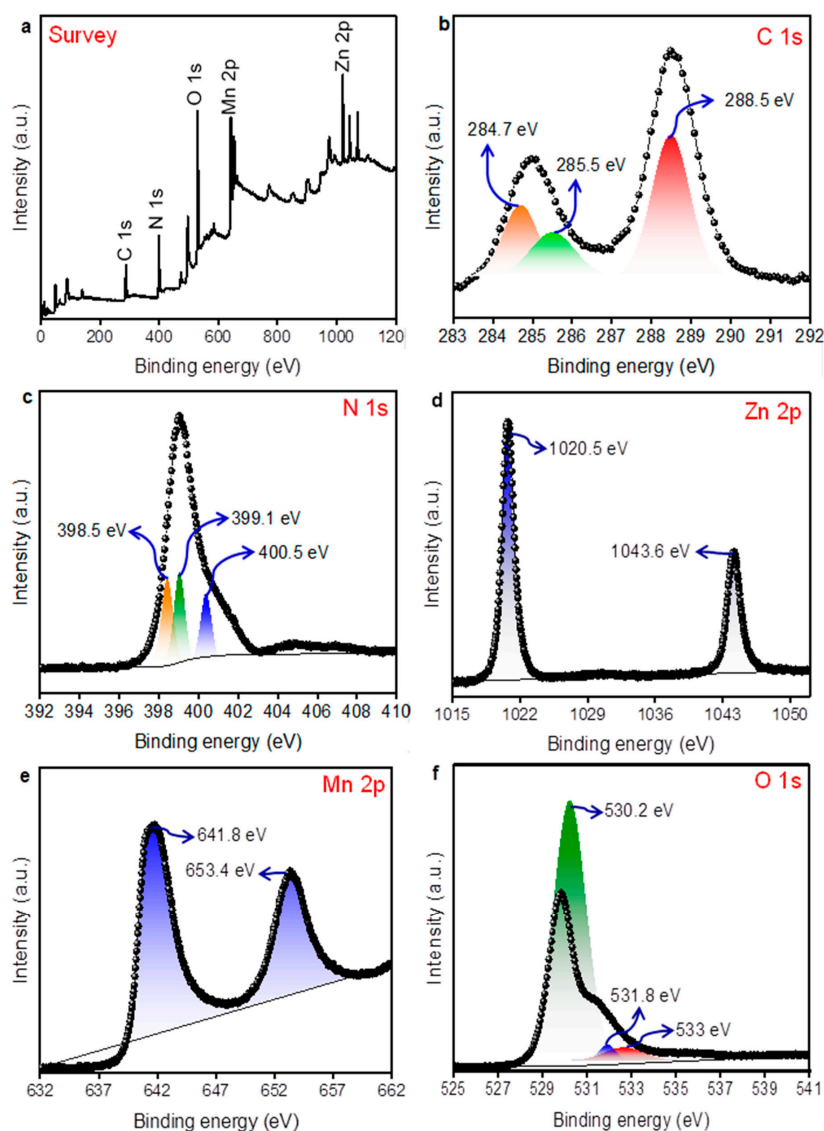 a
Survey
C 1s
N 1s
O 1s
Mn 2p
Zn 2p
Intensity (a.u.)
0 200 400 600 800 1000 120
Binding energy (eV)
b
C 1s
284.7 eV
285.5 eV
288.5 eV
Intensity (a.u.)
283 284 285 286 287 288 289 290 291 292
Binding energy (eV)
c
N 1s
398.5 eV
399.1 eV
400.5 eV
Intensity (a.u.)
392 394 396 398 400 402 404 406 408 410
Binding energy (eV)
d
Zn 2p
1020.5 eV
1043.6 eV
Intensity (a.u.)
1015 1022 1029 1036 1043 1050
Binding energy (eV)
e
Mn 2p
641.8 eV
653.4 eV
Intensity (a.u.)
632 642 652 662
Binding energy (eV)
f
O 1s
530.2 eV
531.8 eV
533 eV
Intensity (a.u.)
525 527 529 531 533 535 537 539 541
Binding energy (eV)